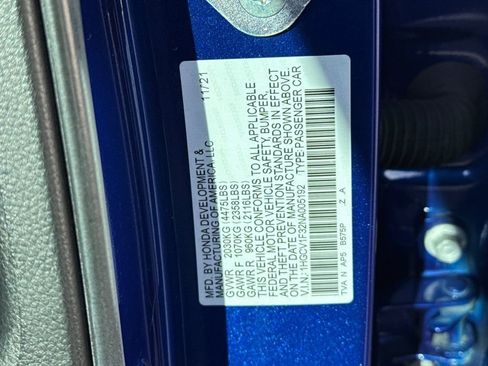 MFD. BY HONDA DEVELOPMENT & 11/21
MANUFACTURING OF AMERICA, LLC
GVWR 2030KG(4475LBS)
GAWR F 1070KG(2358LBS)
GAWR R 960KG(2116LBS)
THIS VEHICLE CONFORMS TO ALL APPLICABLE
FEDERAL MOTOR VEHICLE SAFETY, BUMPER,
AND THEFT PREVENTION STANDARDS IN EFFECT
ON THE DATE OF MANUFACTURE SHOWN ABOVE.
V.I.N.: 1HGCV1F32NA005192 TYPE:PASSENGER CAR
TVA N AP5 B575P Z A